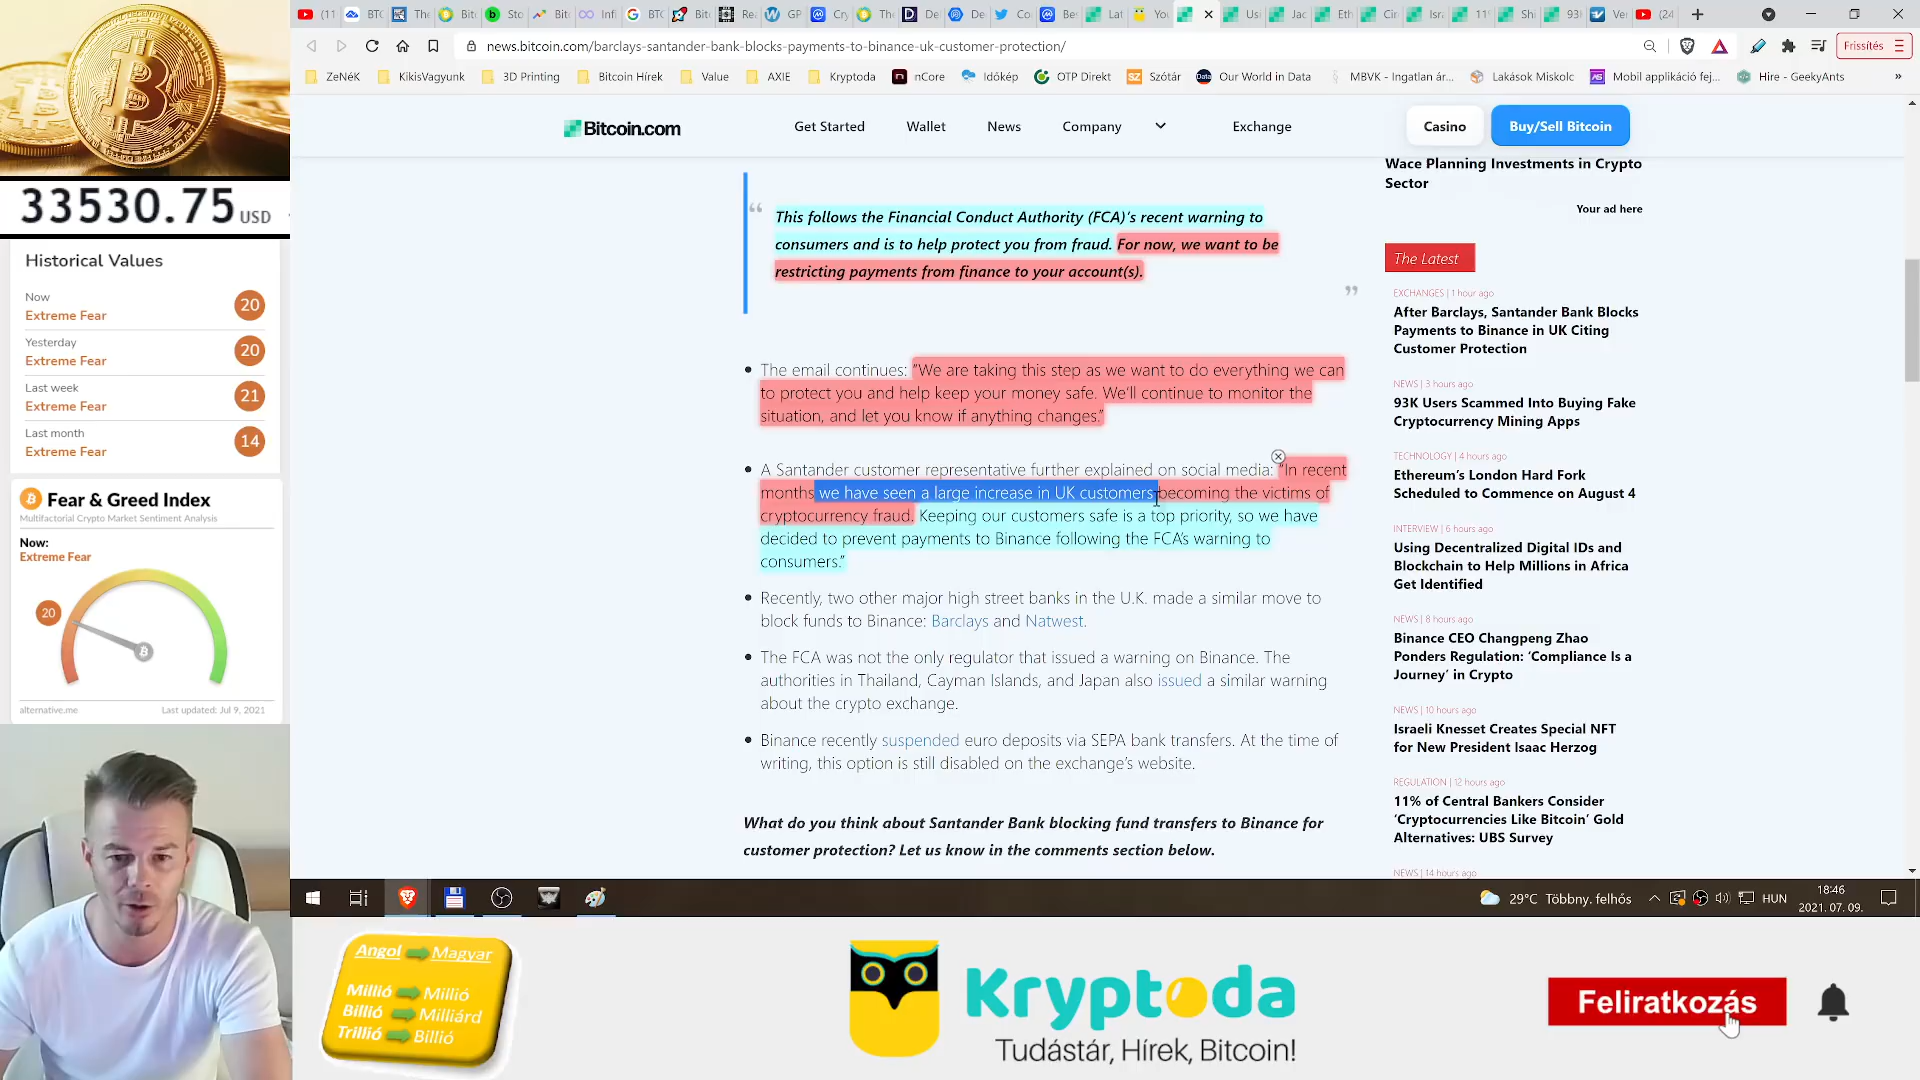 33530.75 USD
Historical Values
Now
Extreme Fear
20
Yesterday
Extreme Fear
20
Last week
Extreme Fear
21
Last month
Extreme Fear
14
Fear & Greed Index
Multifactorial Crypto Market Sentiment Analysis
Now:
Extreme Fear
20
alternative.me
Last updated: Jul 9, 2021
news.bitcoin.com/barclays-santander-bank-blocks-payments-to-binance-uk-customer-protection/
Frissítés
ZeNéK
KikisVagyunk
3D Printing
Bitcoin Hírek
Value
AXIE
Kryptoda
nCore
Időkép
OTP Direkt
Szótár
Our World in Data
MBVK - Ingatlan ár...
Lakások Miskolc
Mobil applikáció fej...
Hire - GeekyAnts
Bitcoin.com
Get Started
Wallet
News
Company
Exchange
Casino
Buy/Sell Bitcoin
This follows the Financial Conduct Authority (FCA)'s recent warning to
consumers and is to help protect you from fraud. For now, we want to be
restricting payments from finance to your account(s).
The email continues: “We are taking this step as we want to do everything we can
to protect you and help keep your money safe. We'll continue to monitor the
situation, and let you know if anything changes.”
A Santander customer representative further explained on social media: “In recent
months we have seen a large increase in UK customers becoming the victims of
cryptocurrency fraud. Keeping our customers safe is a top priority, so we have
decided to prevent payments to Binance following the FCA's warning to
consumers.”
Recently, two other major high street banks in the U.K. made a similar move to
block funds to Binance: Barclays and Natwest.
The FCA was not the only regulator that issued a warning on Binance. The
authorities in Thailand, Cayman Islands, and Japan also issued a similar warning
about the crypto exchange.
Binance recently suspended euro deposits via SEPA bank transfers. At the time of
writing, this option is still disabled on the exchange's website.
What do you think about Santander Bank blocking fund transfers to Binance for
customer protection? Let us know in the comments section below.
Wace Planning Investments in Crypto
Sector
Your ad here
The Latest
EXCHANGES | 1 hour ago
After Barclays, Santander Bank Blocks
Payments to Binance in UK Citing
Customer Protection
NEWS | 3 hours ago
93K Users Scammed Into Buying Fake
Cryptocurrency Mining Apps
TECHNOLOGY | 4 hours ago
Ethereum's London Hard Fork
Scheduled to Commence on August 4
INTERVIEW | 6 hours ago
Using Decentralized Digital IDs and
Blockchain to Help Millions in Africa
Get Identified
NEWS | 8 hours ago
Binance CEO Changpeng Zhao
Ponders Regulation: ‘Compliance Is a
Journey’ in Crypto
NEWS | 10 hours ago
Israeli Knesset Creates Special NFT
for New President Isaac Herzog
REGULATION | 12 hours ago
11% of Central Bankers Consider
‘Cryptocurrencies Like Bitcoin’ Gold
Alternatives: UBS Survey
NEWS | 14 hours ago
29°C Többny. felhős
HUN
18:46
2021. 07. 09.
Angol Magyar
Millió Millió
Billió Milliárd
Trillió Billió
Kryptoda
Tudástár, Hírek, Bitcoin!
Feliratkozás